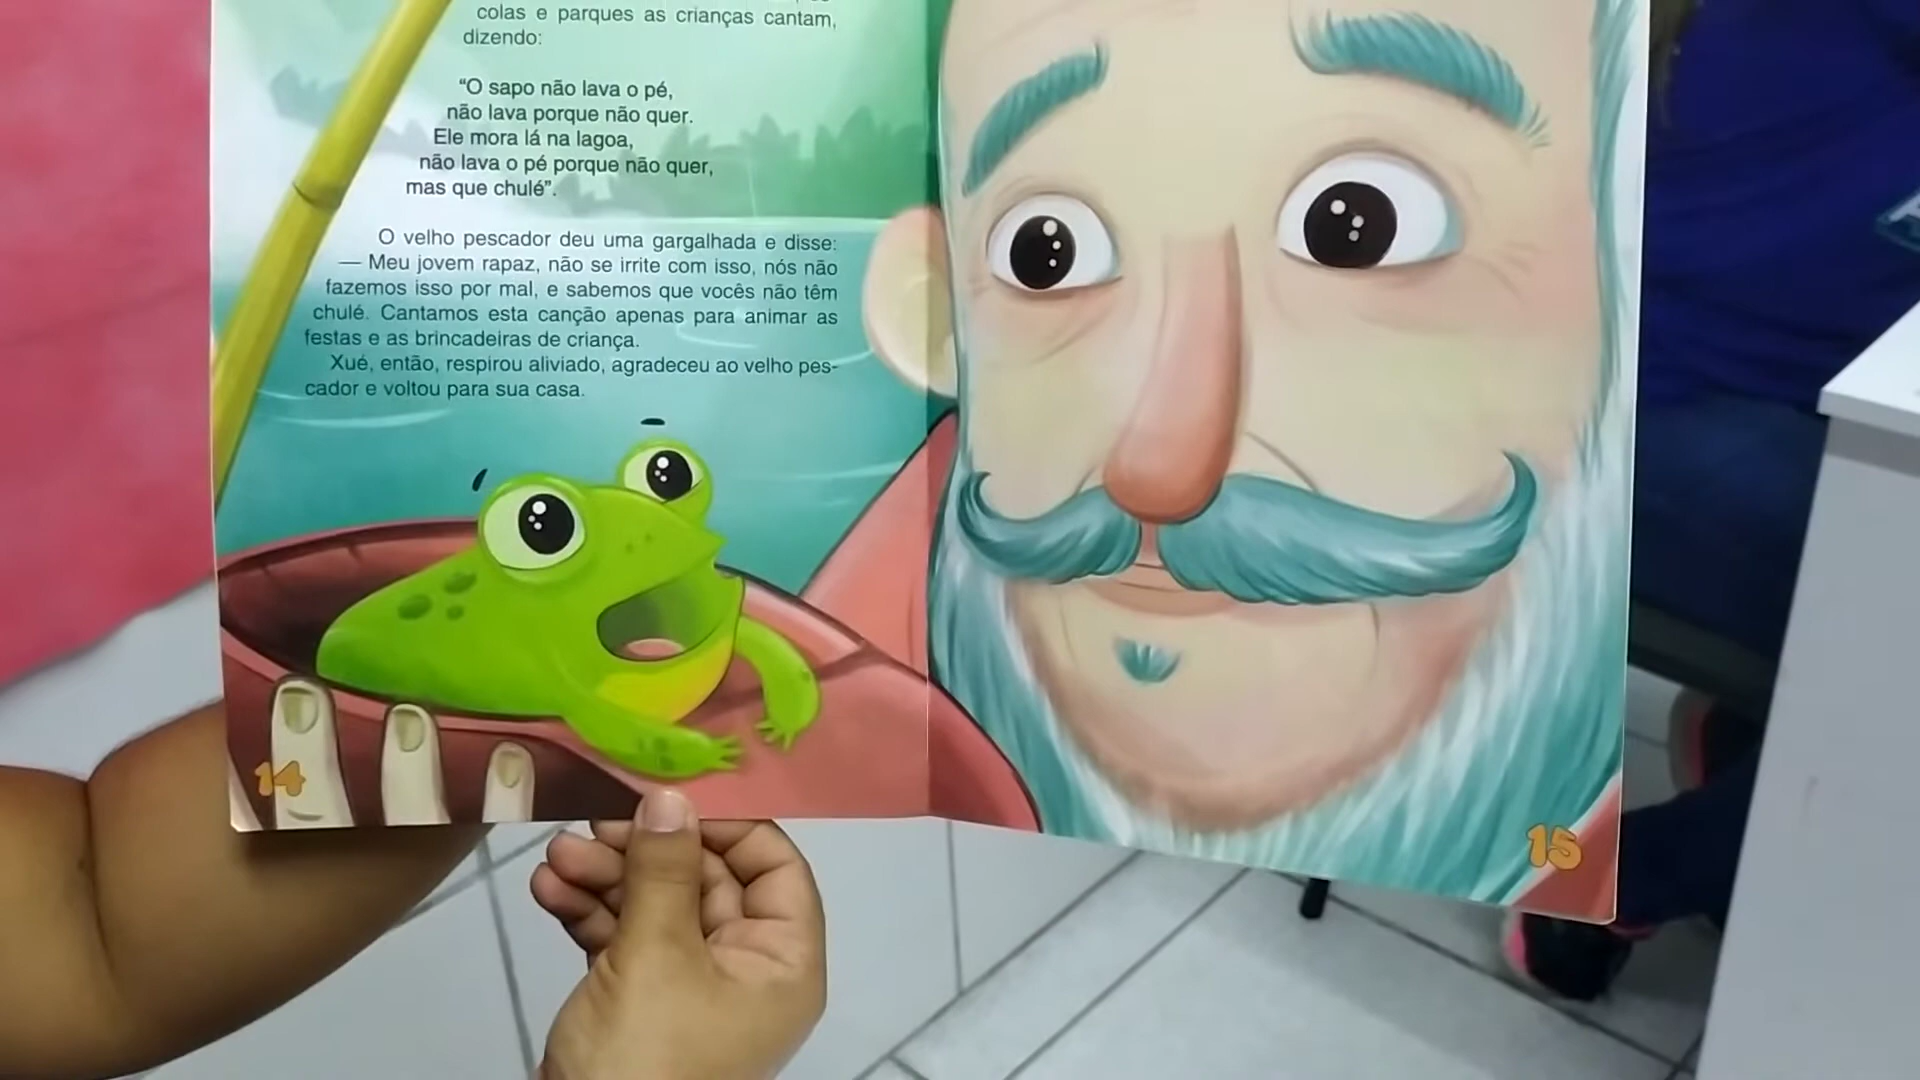 colas e parques as crianças cantam,
dizendo:
“O sapo não lava o pé,
não lava porque não quer.
Ele mora lá na lagoa,
não lava o pé porque não quer,
mas que chulé”.
O velho pescador deu uma gargalhada e disse:
— Meu jovem rapaz, não se irrite com isso, nós não
fazemos isso por mal, e sabemos que vocês não têm
chulé. Cantamos esta canção apenas para animar as
festas e as brincadeiras de criança.
Xué, então, respirou aliviado, agradeceu ao velho pes-
cador e voltou para sua casa.
14
15